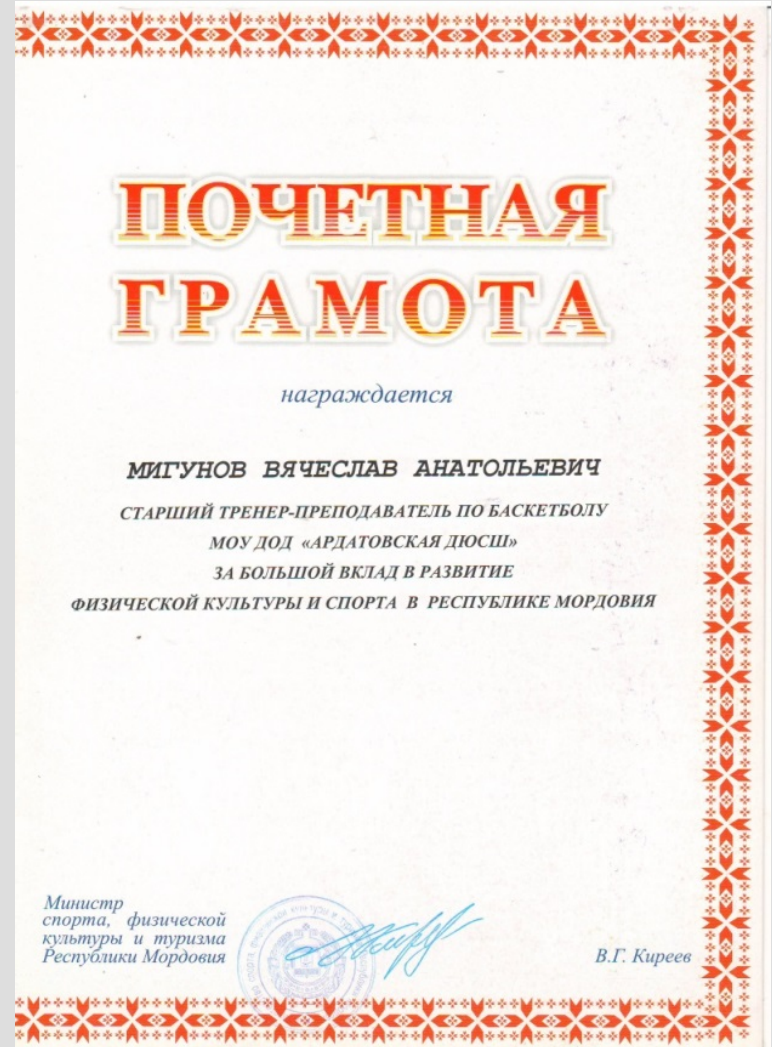 ПОЧЕТНАЯ
ГРАМОТА
награждается
МИГУНОВ ВЯЧЕСЛАВ АНАТОЛЬЕВИЧ
СТАРШИЙ ТРЕНЕР-ПРЕПОДАВАТЕЛЬ ПО БАСКЕТБОЛУ
МОУ ДОД «АРДАТОВСКАЯ ДЮСШ»
ЗА БОЛЬШОЙ ВКЛАД В РАЗВИТИЕ
ФИЗИЧЕСКОЙ КУЛЬТУРЫ И СПОРТА В РЕСПУБЛИКЕ МОРДОВИЯ
Министр
спорта, физической
культуры и туризма
Республики Мордовия
В.Г. Киреев